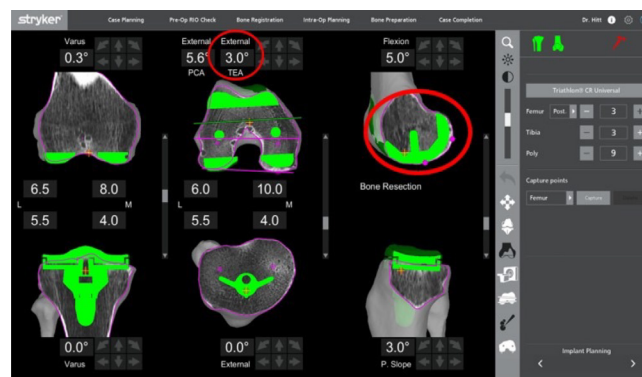 stryker
Case Planning
Pre-Op RIO Check
Bone Registration
Intra-Op Planning
Bone Preparation
Case Completion
Dr. Hitt
Varus
0.3°
External
5.6°
PCA
External
3.0°
TEA
Flexion
5.0°
Bone Resection
6.5
8.0
L
M
5.5
4.0
6.0
10.0
L
M
5.5
4.0
0.0°
Varus
0.0°
External
3.0°
P. Slope
Triathlon® CR Universal
Femur
Post.
3
Tibia
3
Poly
9
Capture points
Femur
Capture
Implant Planning